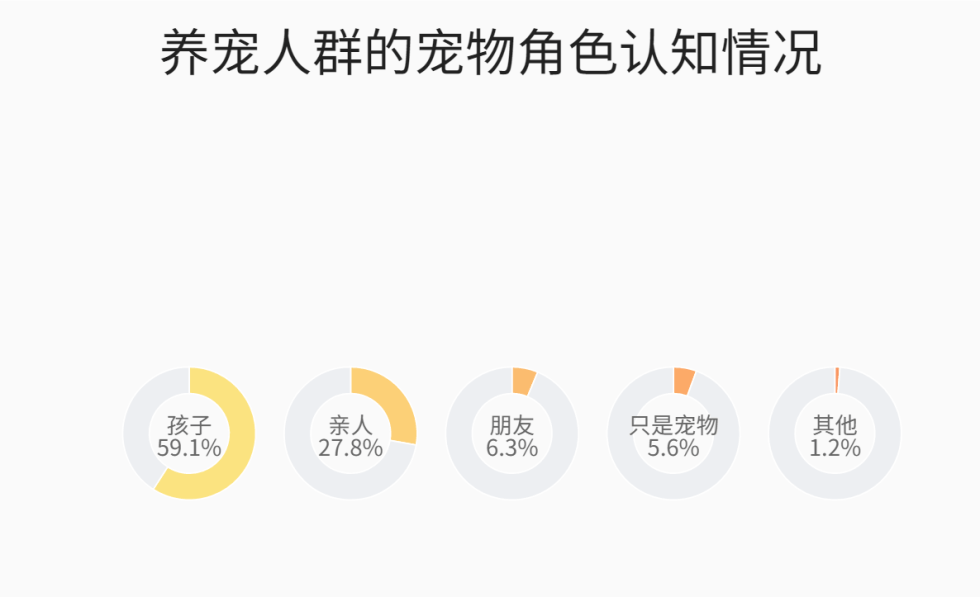 养宠人群的宠物角色认知情况
孩子
59.1%
亲人
27.8%
朋友
6.3%
只是宠物
5.6%
其他
1.2%